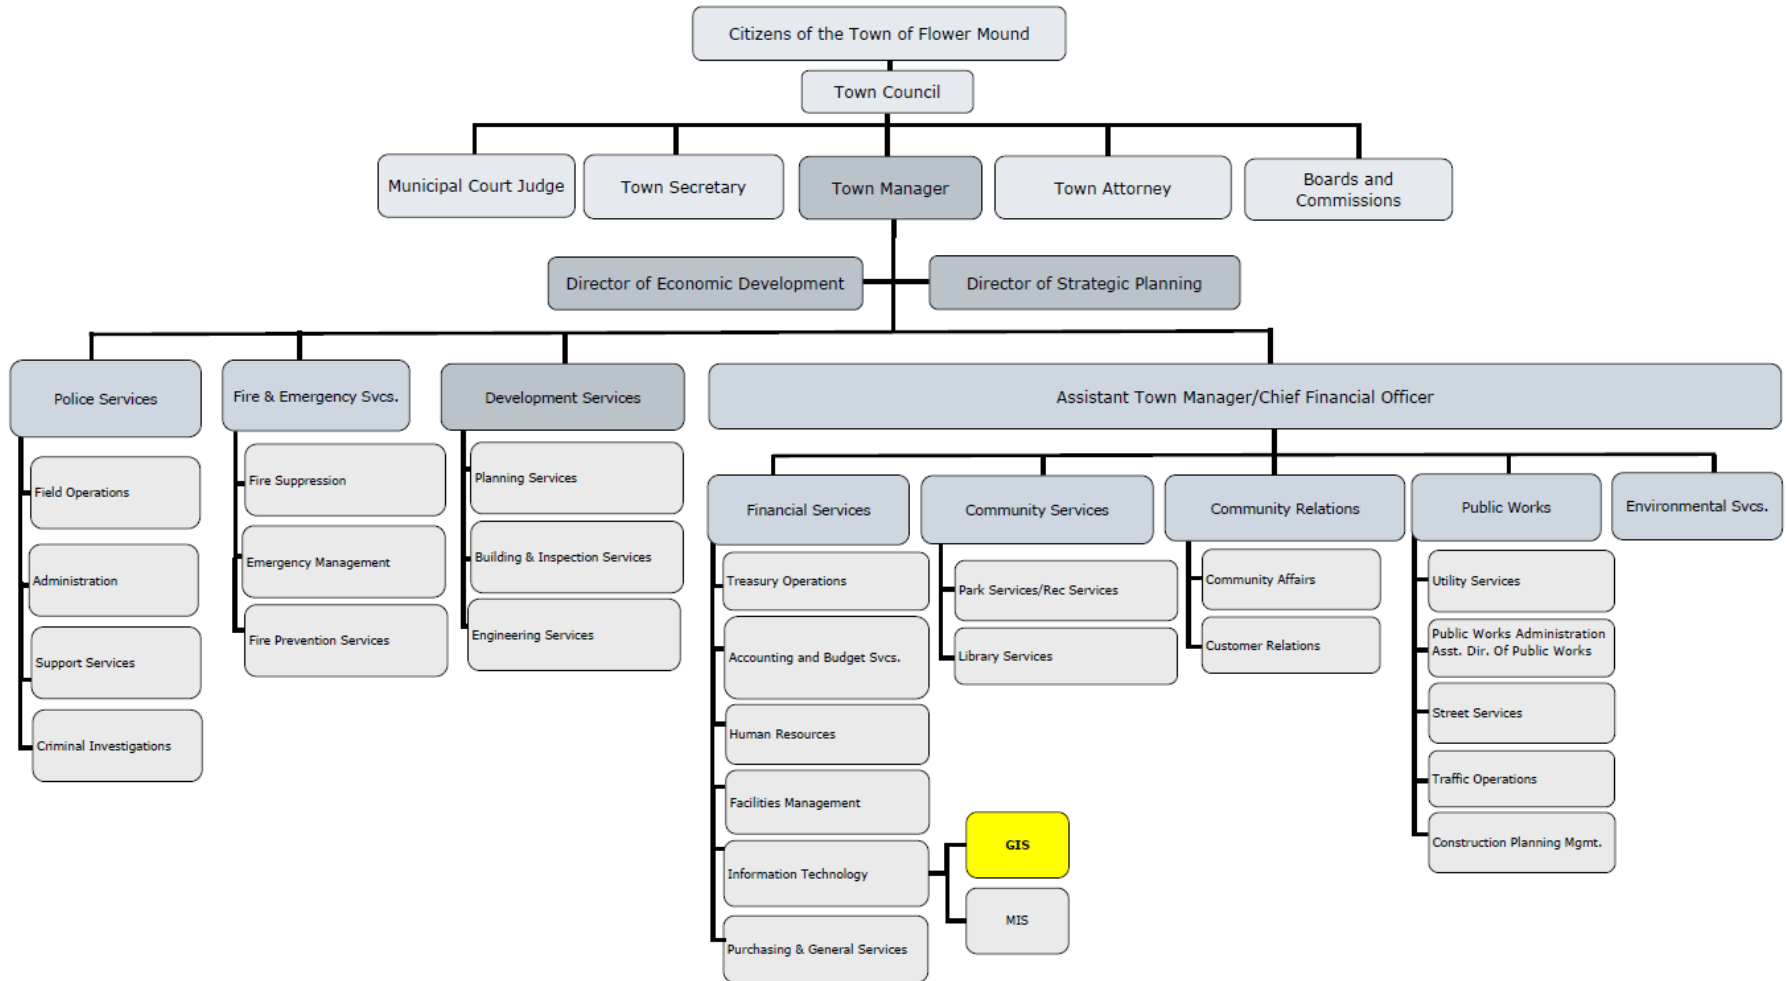 Citizens of the Town of Flower Mound
Town Council
Municipal Court Judge
Town Secretary
Town Manager
Town Attorney
Boards and
Commissions
Director of Economic Development
Director of Strategic Planning
Police Services
Fire & Emergency Svcs.
Development Services
Assistant Town Manager/Chief Financial Officer
Field Operations
Administration
Support Services
Criminal Investigations
Fire Suppression
Emergency Management
Fire Prevention Services
Planning Services
Building & Inspection Services
Engineering Services
Financial Services
Community Services
Community Relations
Public Works
Environmental Svcs.
Treasury Operations
Accounting and Budget Svcs.
Human Resources
Facilities Management
Information Technology
Purchasing & General Services
GIS
MIS
Park Services/Rec Services
Library Services
Community Affairs
Customer Relations
Utility Services
Public Works Administration
Asst. Dir. Of Public Works
Street Services
Traffic Operations
Construction Planning Mgmt.